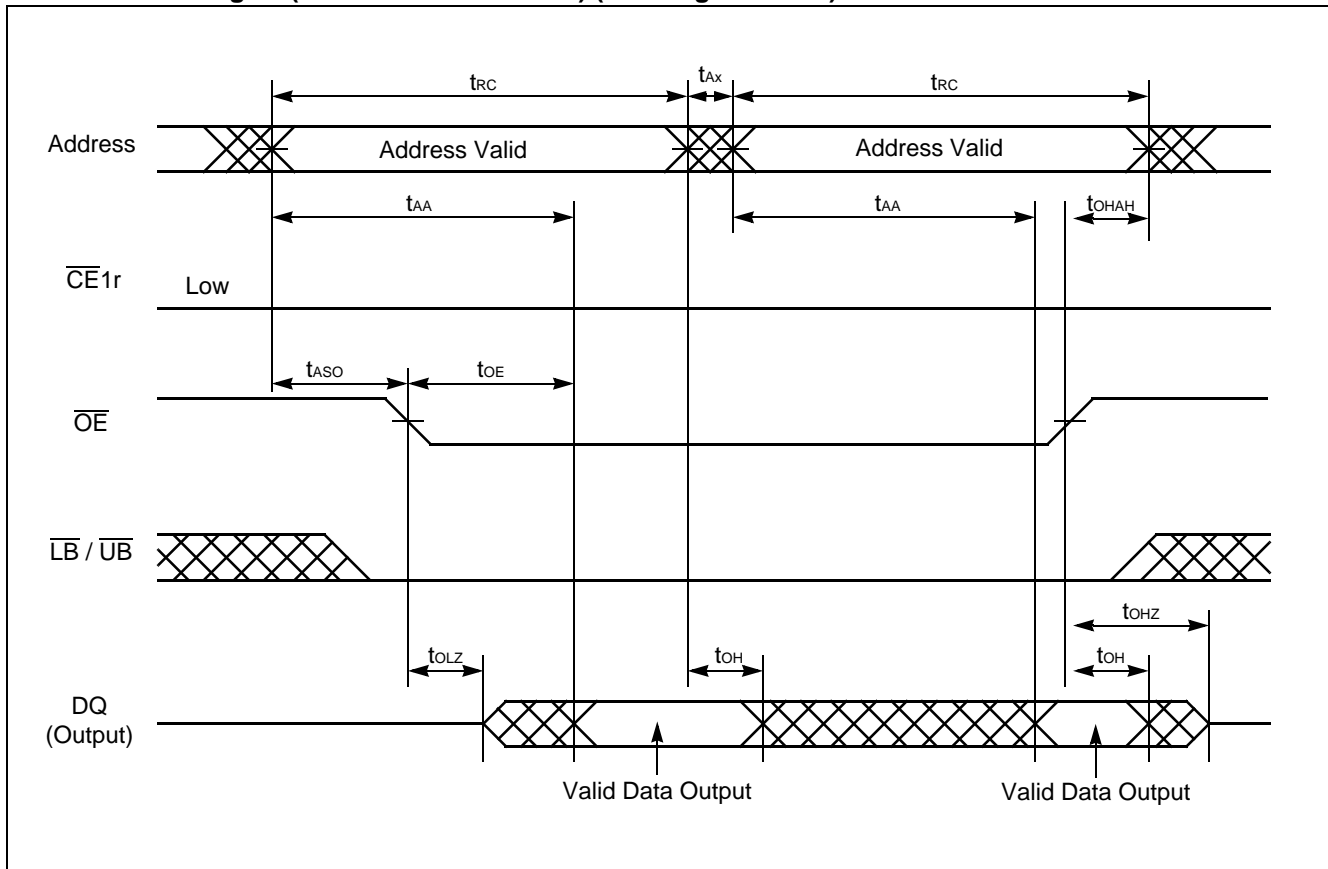 tRC tAx tRC
Address Address Valid Address Valid
tAA tAA tOHAH
CE1r Low
tASO tOE
OE
LB / UB
tOHZ
tOLZ tOH tOH
DQ
(Output)
Valid Data Output Valid Data Output